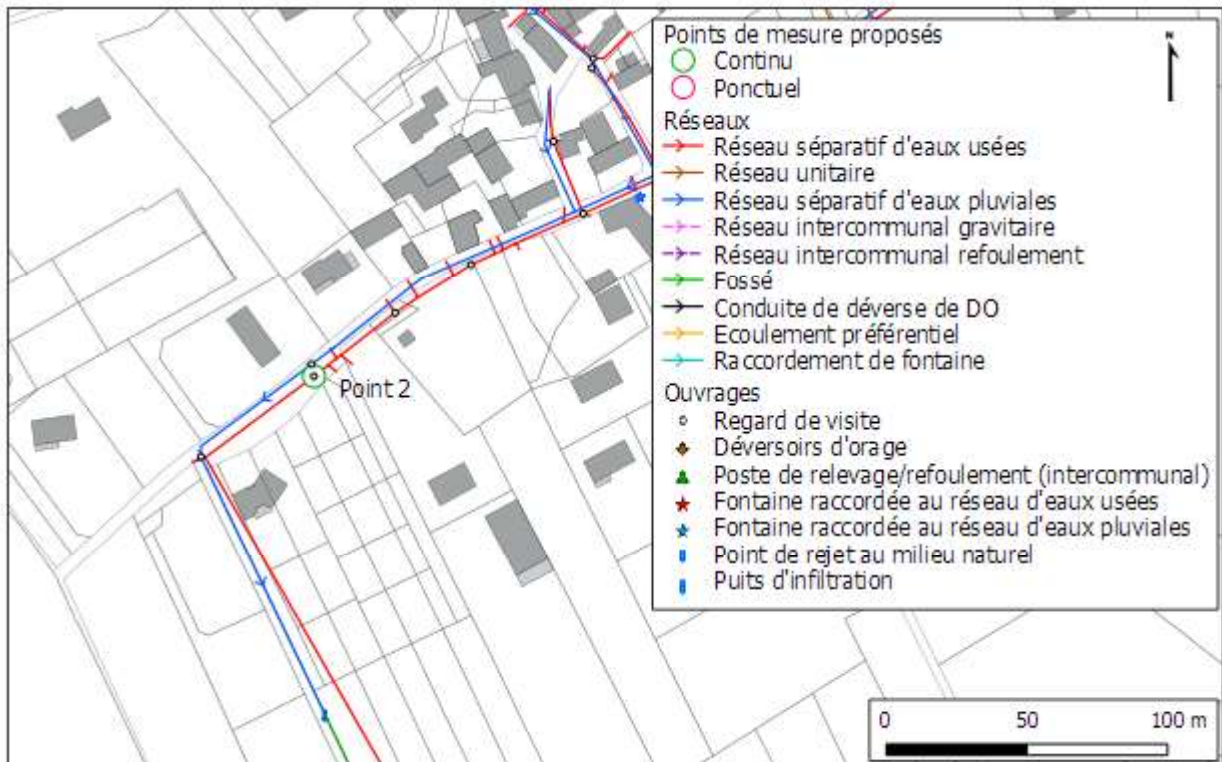 Points de mesure proposés
N
Continu
Ponctuel
Réseaux
Réseau séparatif d'eaux usées
Réseau unitaire
Réseau séparatif d'eaux pluviales
Réseau intercommunal gravitaire
Réseau intercommunal refoulement
Fossé
Conduite de déverse de DO
Ecoulement préférentiel
Raccordement de fontaine
Ouvrages
Regard de visite
Déversoirs d'orage
Poste de relevage/refoulement (intercommunal)
Fontaine raccordée au réseau d'eaux usées
Fontaine raccordée au réseau d'eaux pluviales
Point de rejet au milieu naturel
Puits d'infiltration
Point 2
0 50 100 m